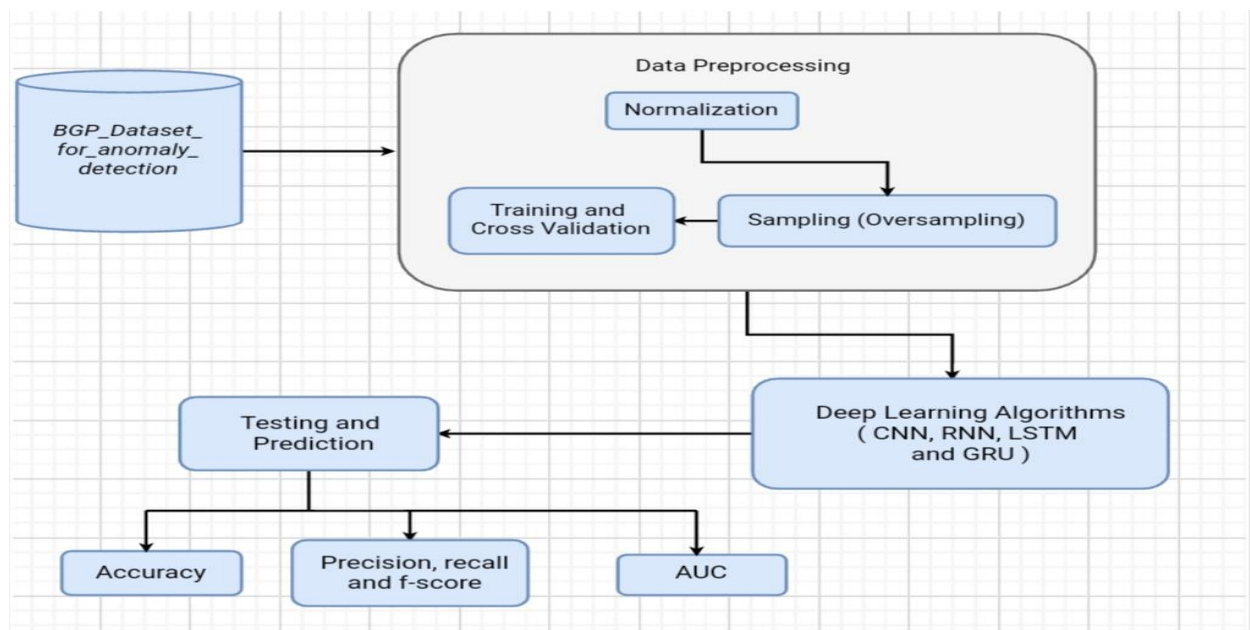 Data Preprocessing
Normalization
BGP_Dataset_
for_anomaly_
detection
Training and
Cross Validation
Sampling (Oversampling)
Deep Learning Algorithms
( CNN, RNN, LSTM
and GRU )
Testing and
Prediction
Accuracy
Precision, recall
and f-score
AUC